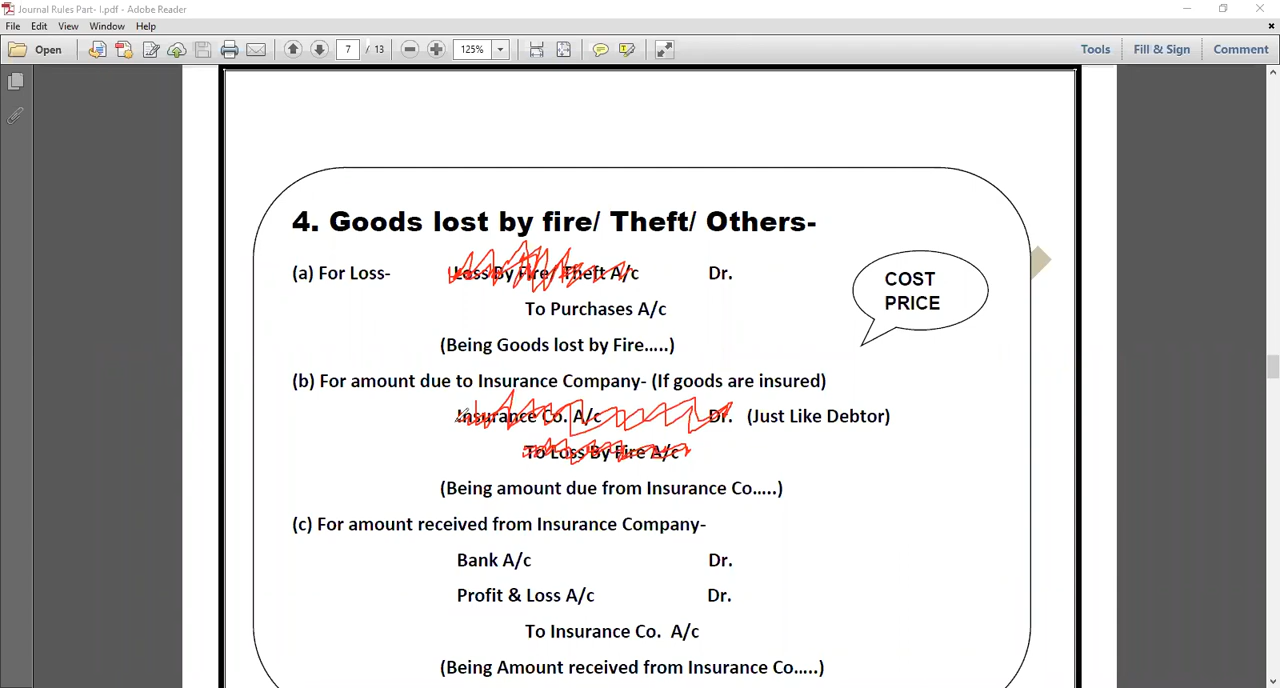 Journal Rules Part- I.pdf - Adobe Reader
File Edit View Window Help
Open 7 / 13 125% Tools Fill & Sign Comment
4. Goods lost by fire/ Theft/ Others-
(a) For Loss- Loss By Fire/ Theft A/c Dr.
COST
PRICE
To Purchases A/c
(Being Goods lost by Fire.....)
(b) For amount due to Insurance Company- (If goods are insured)
Insurance Co. A/c Dr. (Just Like Debtor)
To Loss By Fire A/c
(Being amount due from Insurance Co.....)
(c) For amount received from Insurance Company-
Bank A/c Dr.
Profit & Loss A/c Dr.
To Insurance Co. A/c
(Being Amount received from Insurance Co.....)